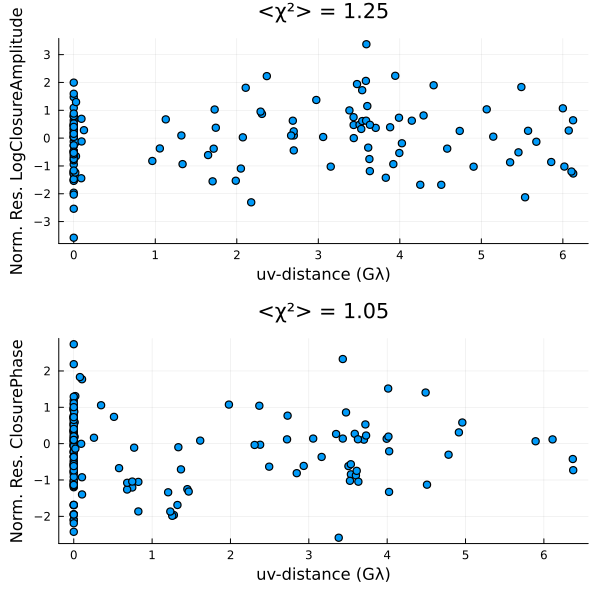 <χ²> = 1.25
Norm. Res. LogClosureAmplitude
3
2
1
0
−1
−2
−3
0 1 2 3 4 5 6
uv-distance (Gλ)
<χ²> = 1.05
Norm. Res. ClosurePhase
2
1
0
−1
−2
0 1 2 3 4 5 6
uv-distance (Gλ)